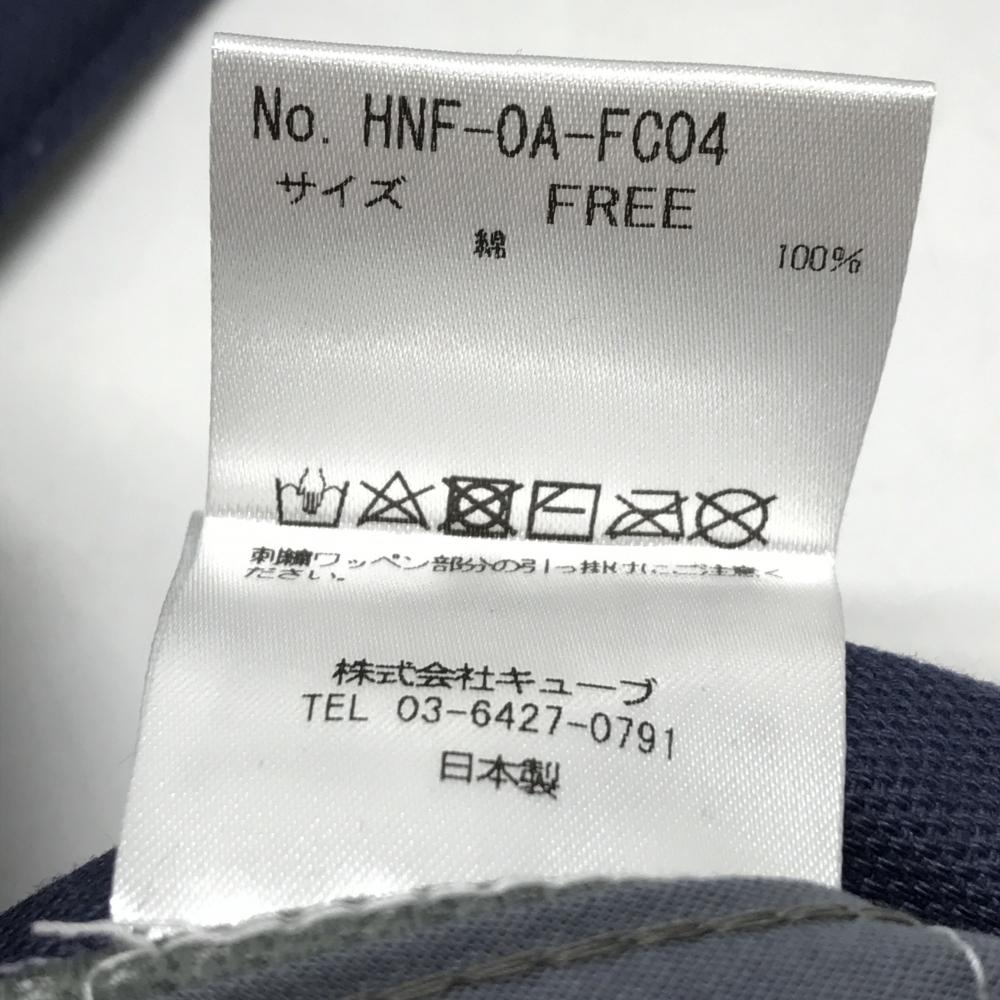 No. HNF-0A-FC04
サイズ FREE
綿 100%
刺繍ワッペン部分の引っ掛けにご注意く
ださい。
株式会社キューブ
TEL 03-6427-0791
日本製